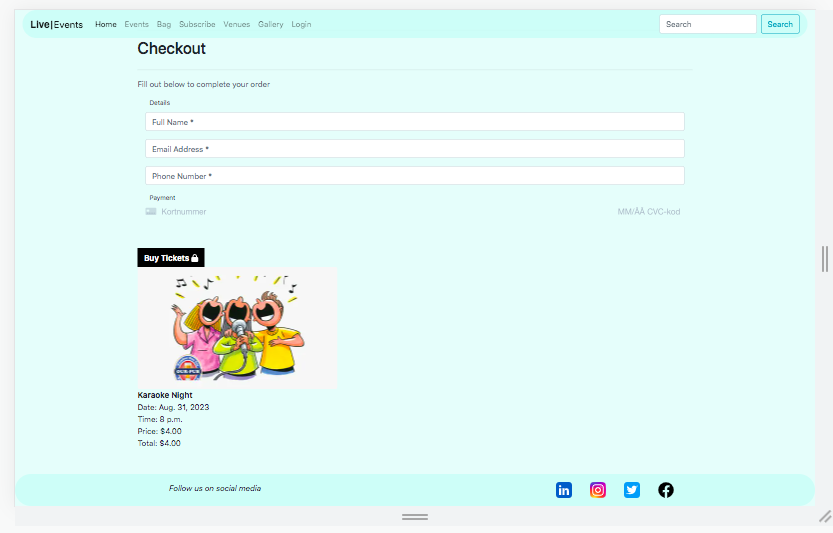 Live|Events Home Events Bag Subscribe Venues Gallery Login Search Search
Checkout
Fill out below to complete your order
Details
Full Name *
Email Address *
Phone Number *
Payment
Kortnummer MM/ÅÅ CVC-kod
Buy Tickets
Karaoke Night
Date: Aug. 31, 2023
Time: 8 p.m.
Price: $4.00
Total: $4.00
Follow us on social media